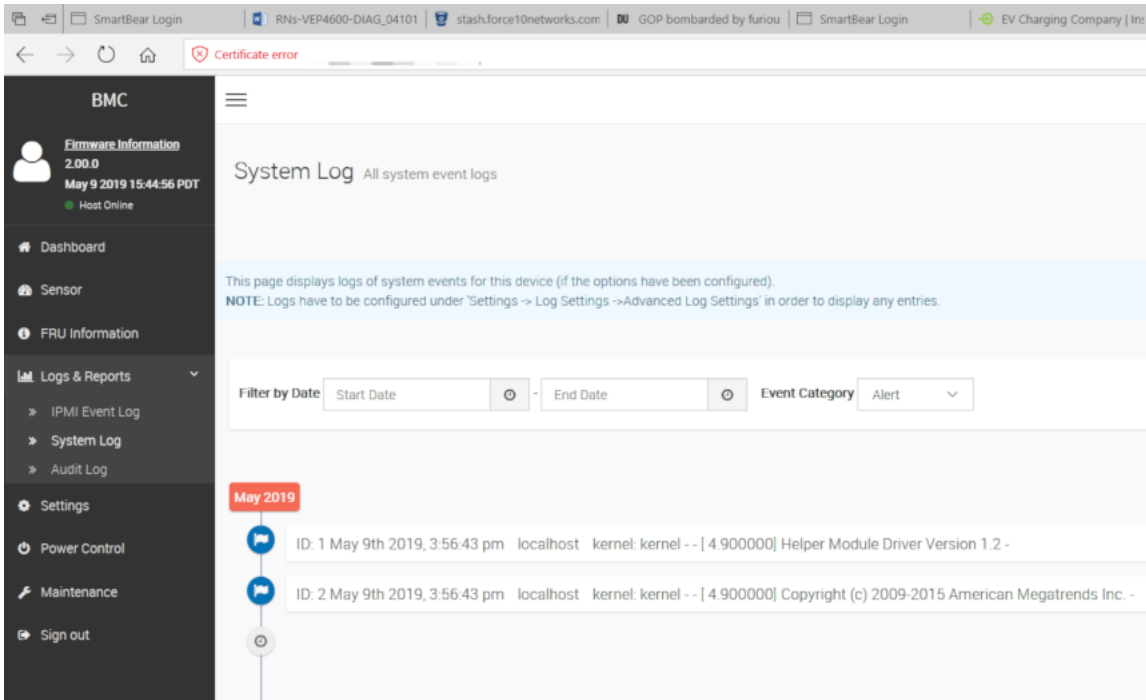 SmartBear Login
RNs-VEP4600-DIAG_04101
stash.force10networks.com
DU GOP bombarded by furiou
SmartBear Login
EV Charging Company | Ins
Certificate error
BMC
Firmware Information
2.00.0
May 9 2019 15:44:56 PDT
Host Online
Dashboard
Sensor
FRU Information
Logs & Reports
» IPMI Event Log
» System Log
» Audit Log
Settings
Power Control
Maintenance
Sign out
System Log All system event logs
This page displays logs of system events for this device (if the options have been configured).
NOTE: Logs have to be configured under 'Settings -> Log Settings ->Advanced Log Settings' in order to display any entries.
Filter by Date Start Date - End Date Event Category Alert
May 2019
ID: 1 May 9th 2019, 3:56:43 pm localhost kernel: kernel - - [ 4.900000] Helper Module Driver Version 1.2 -
ID: 2 May 9th 2019, 3:56:43 pm localhost kernel: kernel - - [ 4.900000] Copyright (c) 2009-2015 American Megatrends Inc. -